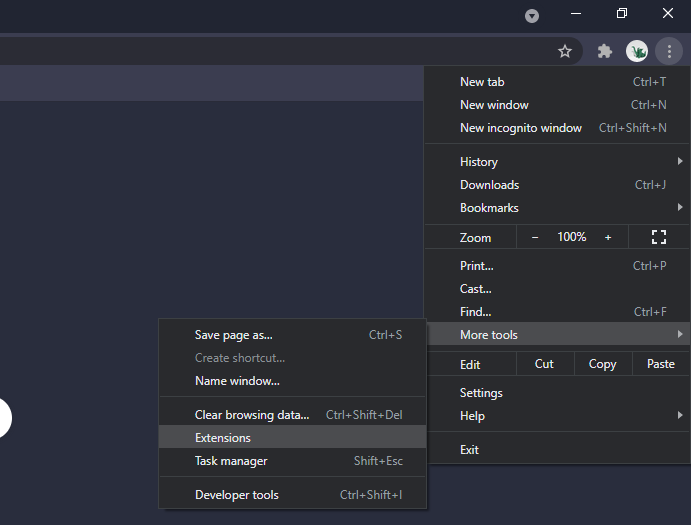 New tab Ctrl+T
New window Ctrl+N
New incognito window Ctrl+Shift+N
History
Downloads Ctrl+J
Bookmarks
Zoom − 100% +
Print... Ctrl+P
Cast...
Find... Ctrl+F
More tools
Edit Cut Copy Paste
Settings
Help
Exit
Save page as... Ctrl+S
Create shortcut...
Name window...
Clear browsing data... Ctrl+Shift+Del
Extensions
Task manager Shift+Esc
Developer tools Ctrl+Shift+I